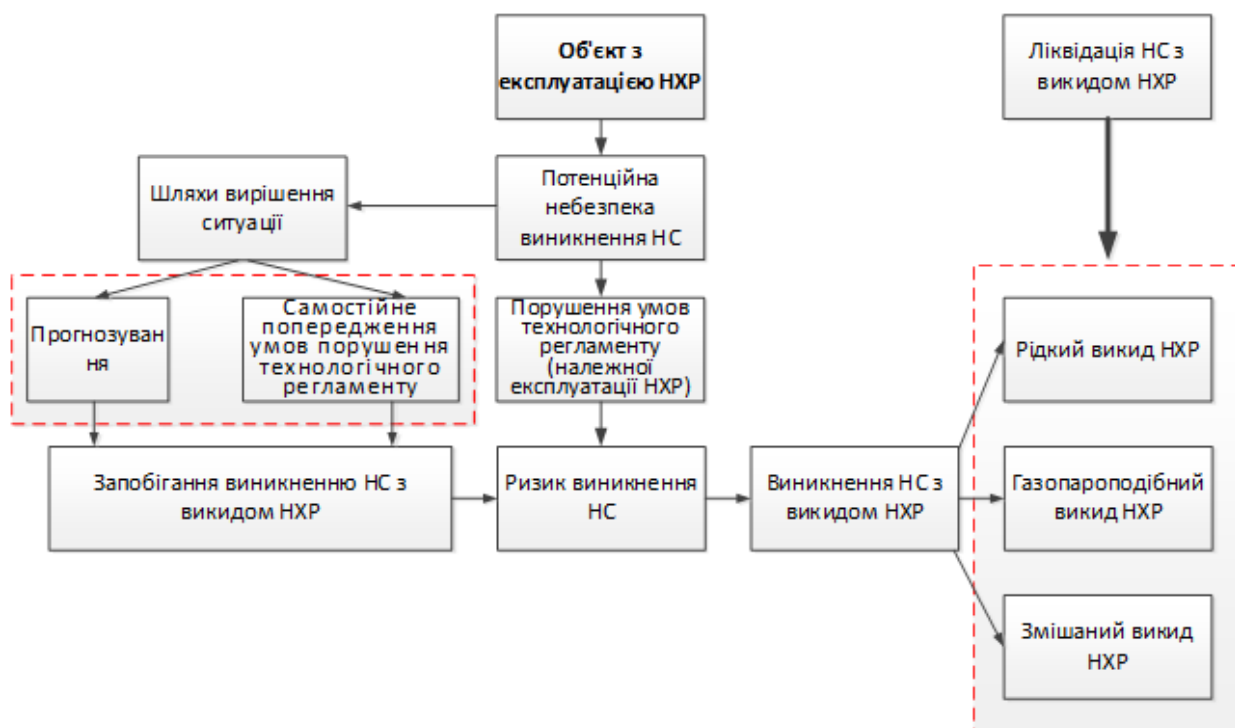 Об'єкт з
експлуатацією НХР
Ліквідація НС з
викидом НХР
Шляхи вирішення
ситуації
Потенційна
небезпека
виникнення НС
Прогнозуван
ня
Самостійне
попередження
умов порушення
технологічного
регламенту
Порушення умов
технологічного
регламенту
(належної
експлуатації НХР)
Рідкий викид НХР
Запобігання виникненню НС з
викидом НХР
Ризик виникнення
НС
Виникнення НС з
викидом НХР
Газопароподібний
викид НХР
Змішаний викид
НХР